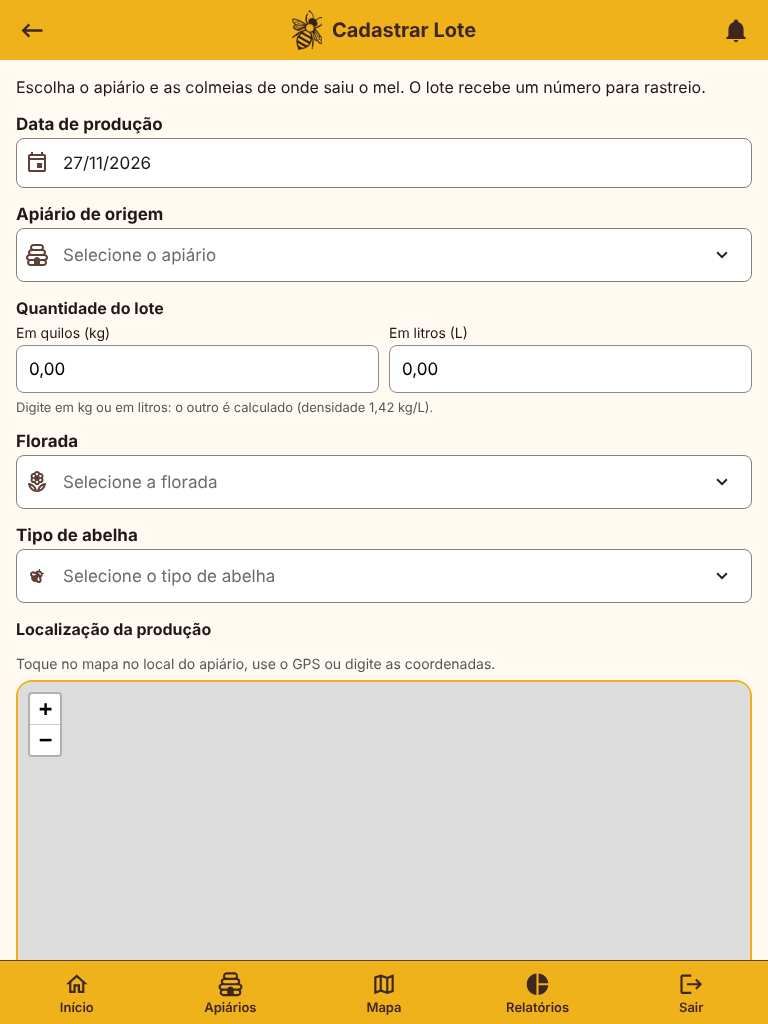 Cadastrar Lote
Escolha o apiário e as colmeias de onde saiu o mel. O lote recebe um número para rastreio.
Data de produção
27/11/2026
Apiário de origem
Selecione o apiário
Quantidade do lote
Em quilos (kg)
Em litros (L)
0,00
0,00
Digite em kg ou em litros: o outro é calculado (densidade 1,42 kg/L).
Florada
Selecione a florada
Tipo de abelha
Selecione o tipo de abelha
Localização da produção
Toque no mapa no local do apiário, use o GPS ou digite as coordenadas.
+
−
Início
Apiários
Mapa
Relatórios
Sair